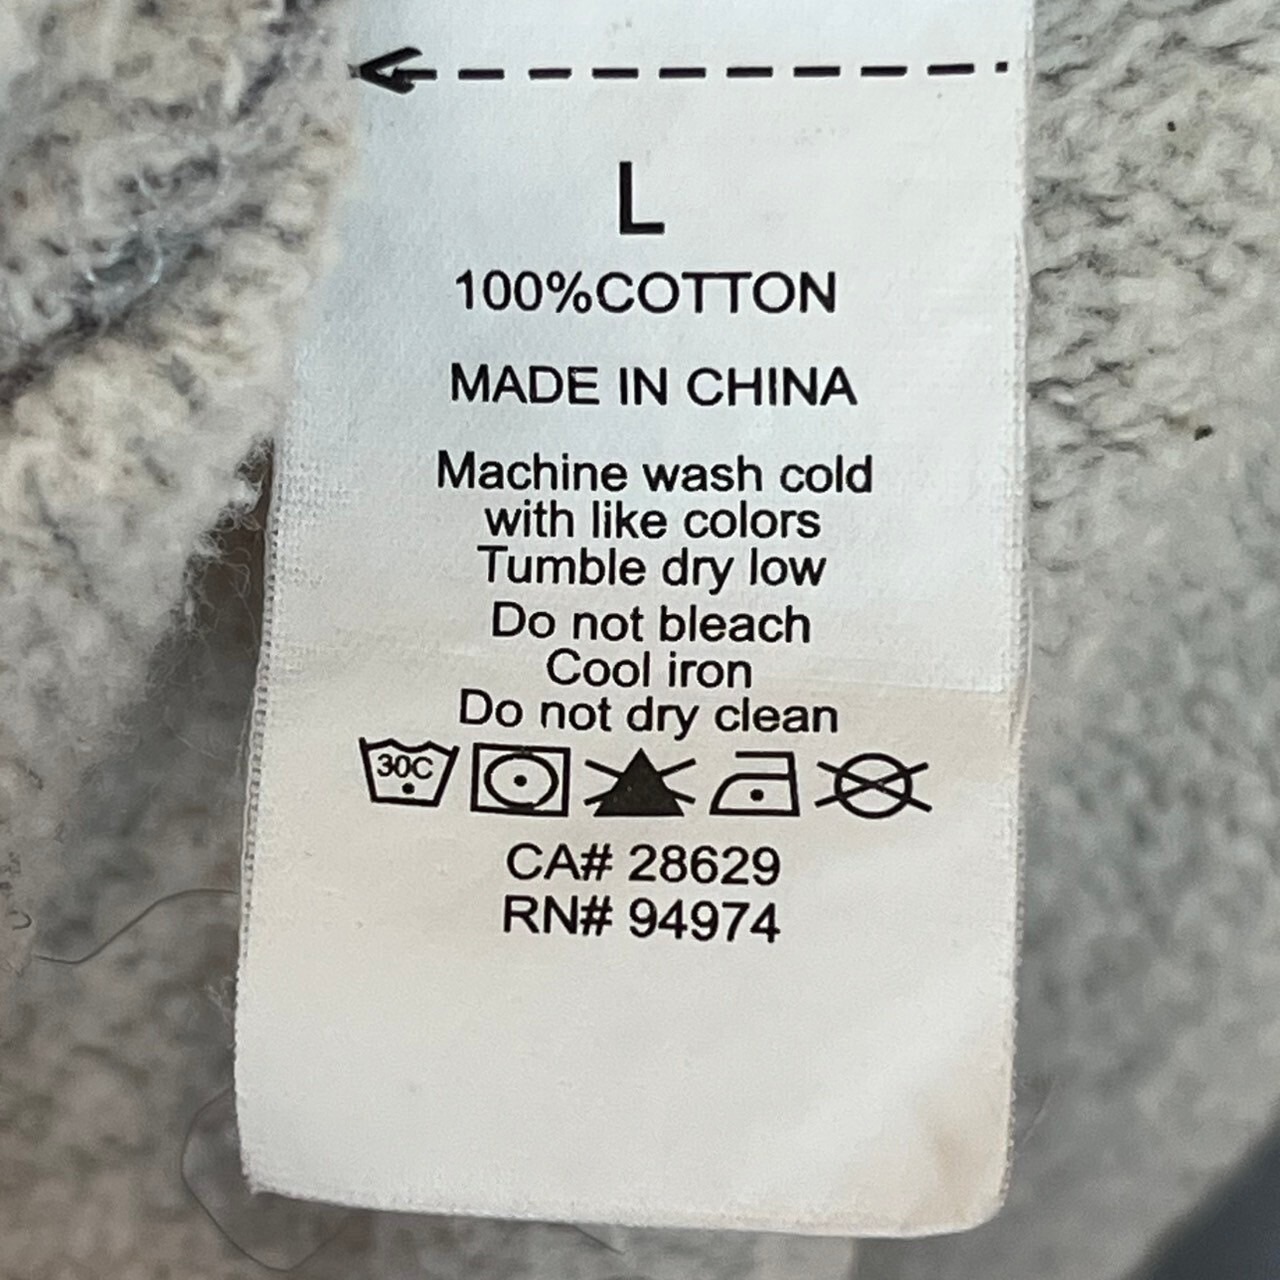 L
100%COTTON
MADE IN CHINA
Machine wash cold
with like colors
Tumble dry low
Do not bleach
Cool iron
Do not dry clean
30C
CA# 28629
RN# 94974